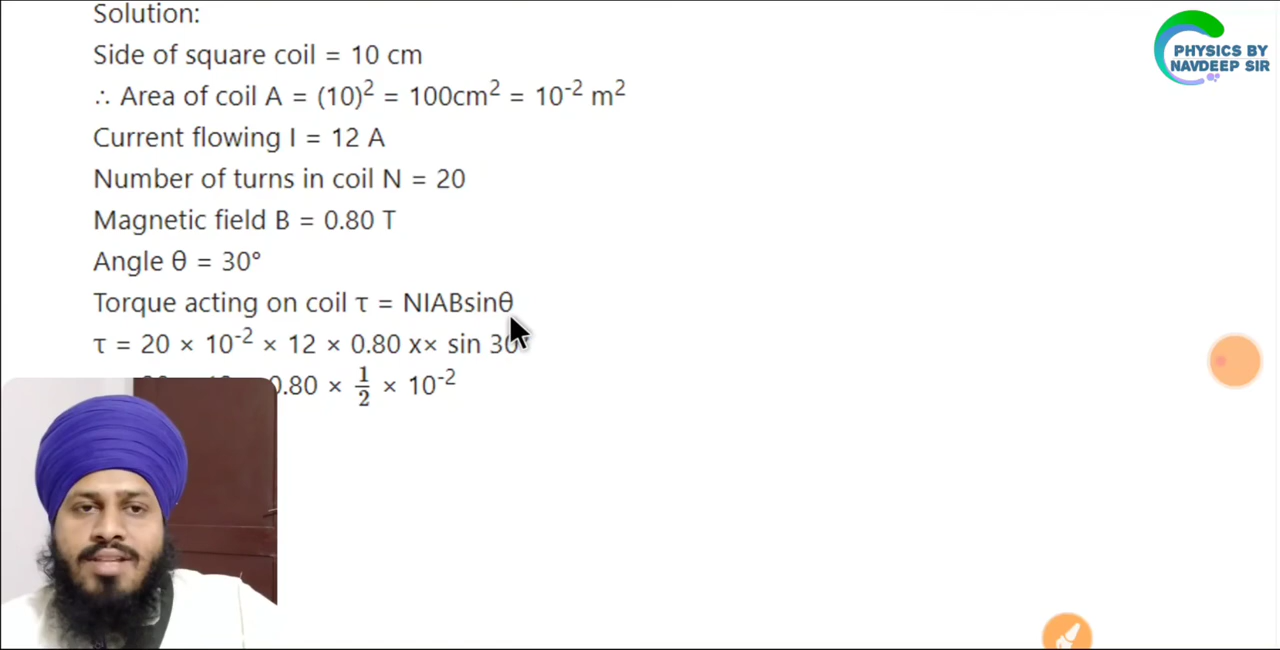 Solution:
PHYSICS BY
NAVDEEP SIR
Side of square coil = 10 cm
∴ Area of coil A = (10)² = 100cm² = 10⁻² m²
Current flowing I = 12 A
Number of turns in coil N = 20
Magnetic field B = 0.80 T
Angle θ = 30°
Torque acting on coil τ = NIABsinθ
τ = 20 × 10⁻² × 12 × 0.80 x× sin 30°
0.80 × 1/2 × 10⁻²